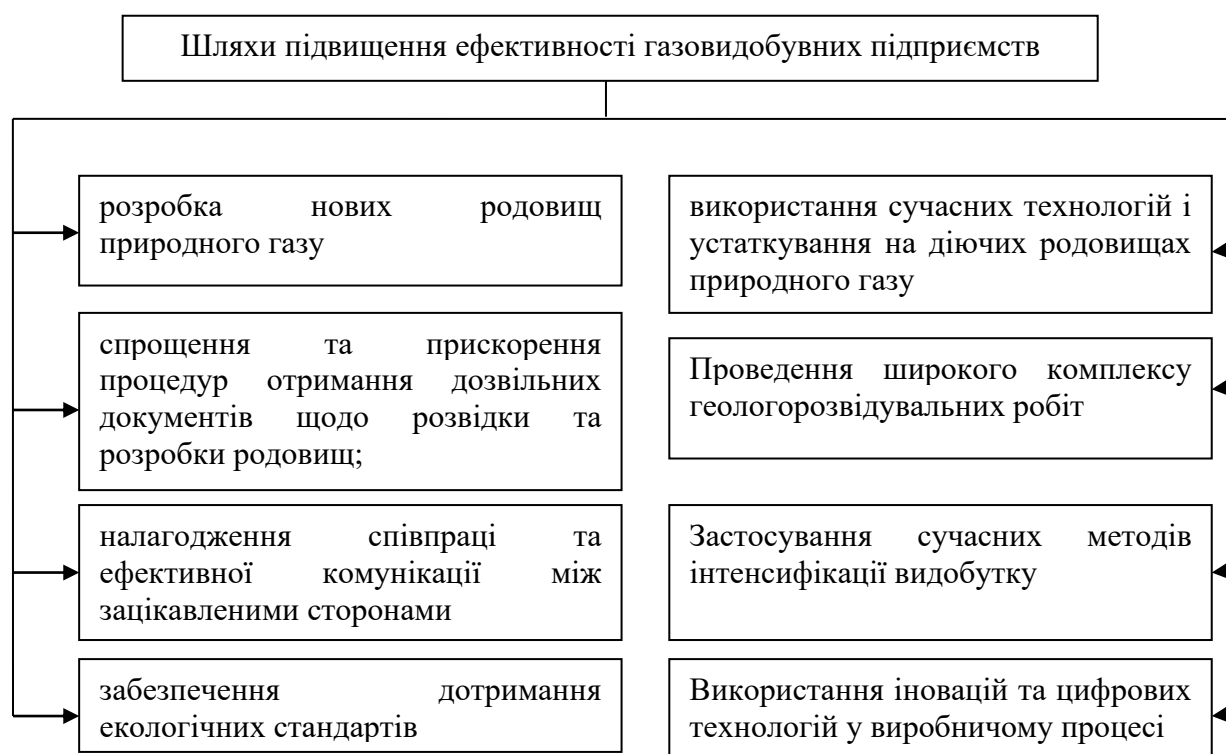 Шляхи підвищення ефективності газовидобувних підприємств
розробка нових родовищ
природного газу
спрощення та прискорення
процедур отримання дозвільних
документів щодо розвідки та
розробки родовищ;
налагодження співпраці та
ефективної комунікації між
зацікавленими сторонами
забезпечення дотримання
екологічних стандартів
використання сучасних технологій і
устаткування на діючих родовищах
природного газу
Проведення широкого комплексу
геологорозвідувальних робіт
Застосування сучасних методів
інтенсифікації видобутку
Використання іновацій та цифрових
технологій у виробничому процесі